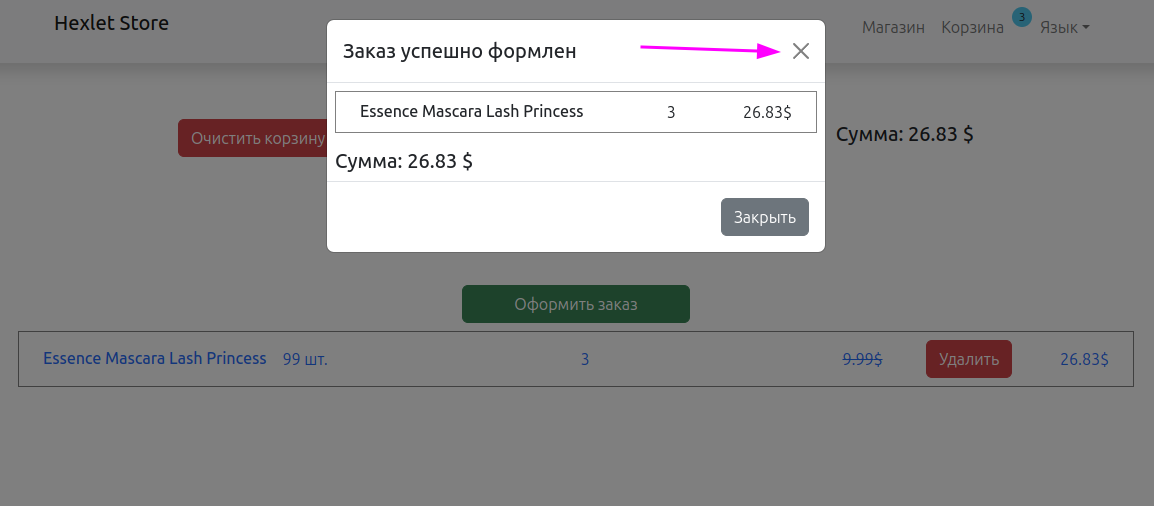 Hexlet Store
Магазин Корзина 3 Язык
Заказ успешно формлен
Essence Mascara Lash Princess 3 26.83$
Сумма: 26.83 $
Закрыть
Очистить корзину
Сумма: 26.83 $
Оформить заказ
Essence Mascara Lash Princess 99 шт. 3 9.99$ Удалить 26.83$